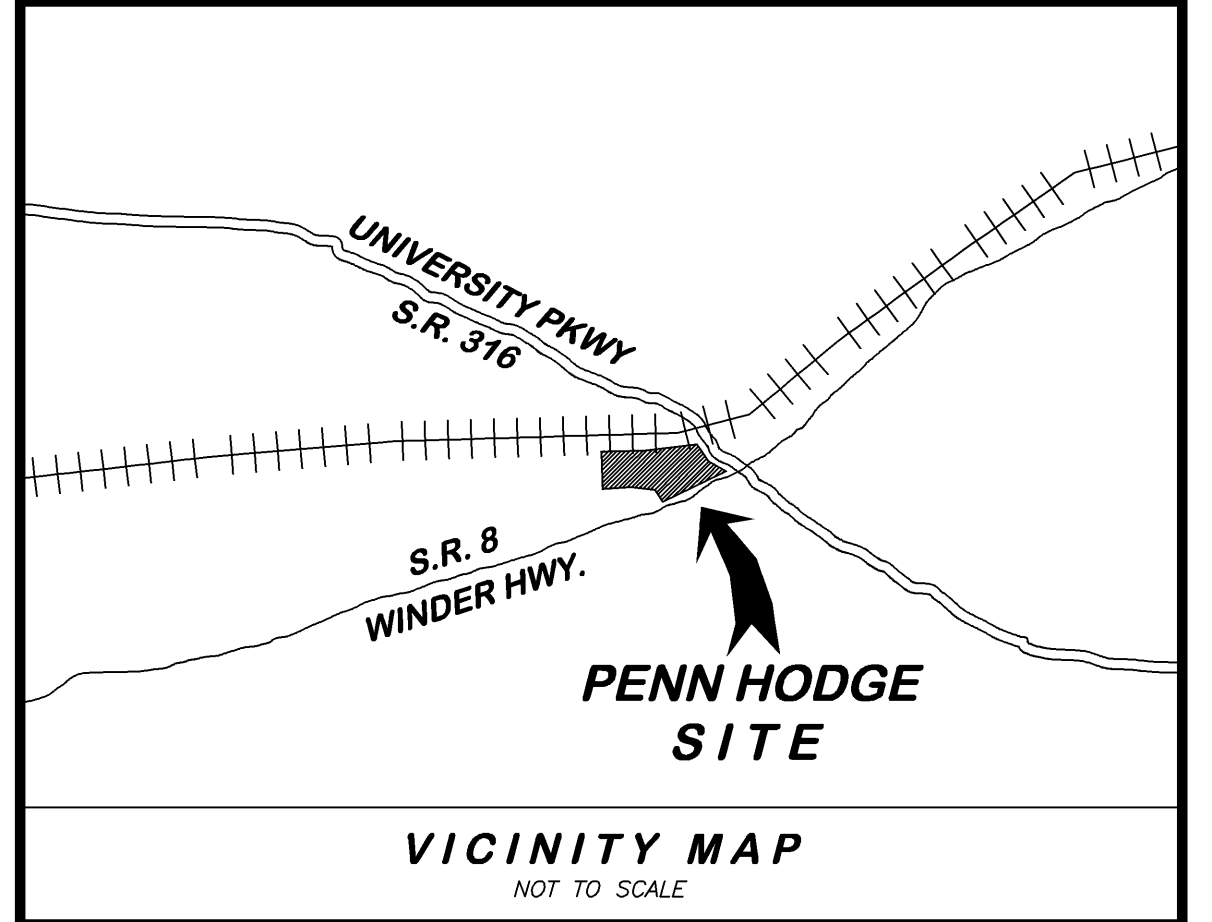 UNIVERSITY PKWY
S.R. 316
S.R. 8
WINDER HWY.
PENN HODGE
SITE
VICINITY MAP
NOT TO SCALE